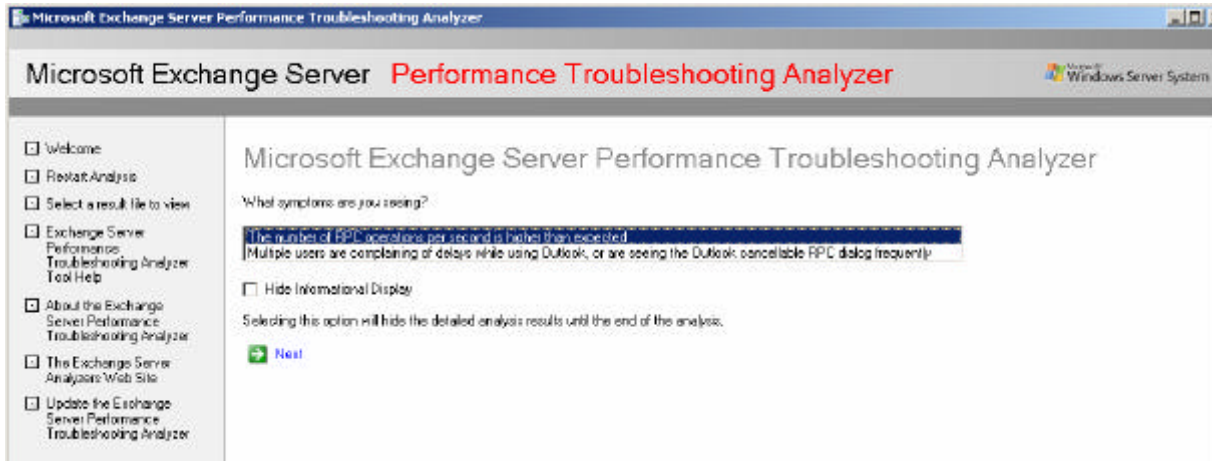 Microsoft Exchange Server Performance Troubleshooting Analyzer
Microsoft Exchange Server Performance Troubleshooting Analyzer
Microsoft
Windows Server System
Welcome
Restart Analysis
Select a result file to view
Exchange Server
Performance
Troubleshooting Analyzer
Tool Help
About the Exchange
Server Performance
Troubleshooting Analyzer
The Exchange Server
Analyzers Web Site
Update the Exchange
Server Performance
Troubleshooting Analyzer
Microsoft Exchange Server Performance Troubleshooting Analyzer
What symptoms are you seeing?
The number of RPC operations per second is higher than expected
Multiple users are complaining of delays while using Outlook, or are seeing the Outlook cancellable RPC dialog frequently
Hide Informational Display
Selecting this option will hide the detailed analysis results until the end of the analysis.
Next